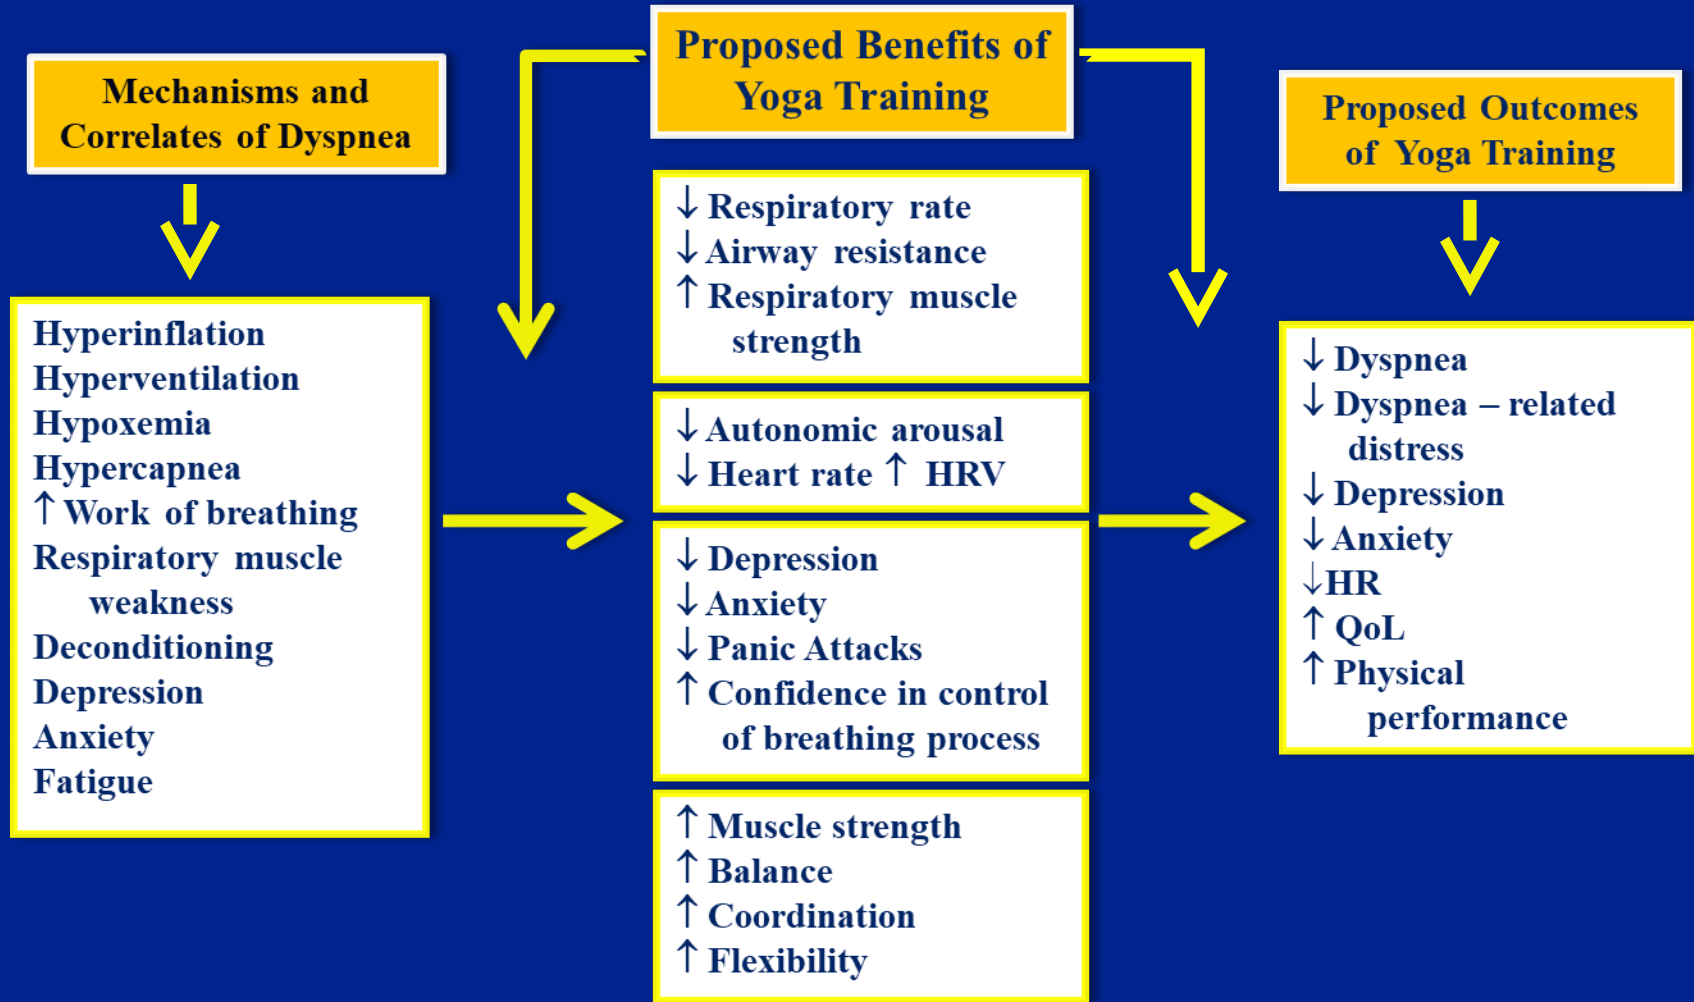 Mechanisms and
Correlates of Dyspnea
Hyperinflation
Hyperventilation
Hypoxemia
Hypercapnea
↑ Work of breathing
Respiratory muscle
weakness
Deconditioning
Depression
Anxiety
Fatigue
Proposed Benefits of
Yoga Training
↓ Respiratory rate
↓ Airway resistance
↑ Respiratory muscle
strength
↓ Autonomic arousal
↓ Heart rate ↑ HRV
↓ Depression
↓ Anxiety
↓ Panic Attacks
↑ Confidence in control
of breathing process
↑ Muscle strength
↑ Balance
↑ Coordination
↑ Flexibility
Proposed Outcomes
of Yoga Training
↓ Dyspnea
↓ Dyspnea – related
distress
↓ Depression
↓ Anxiety
↓HR
↑ QoL
↑ Physical
performance